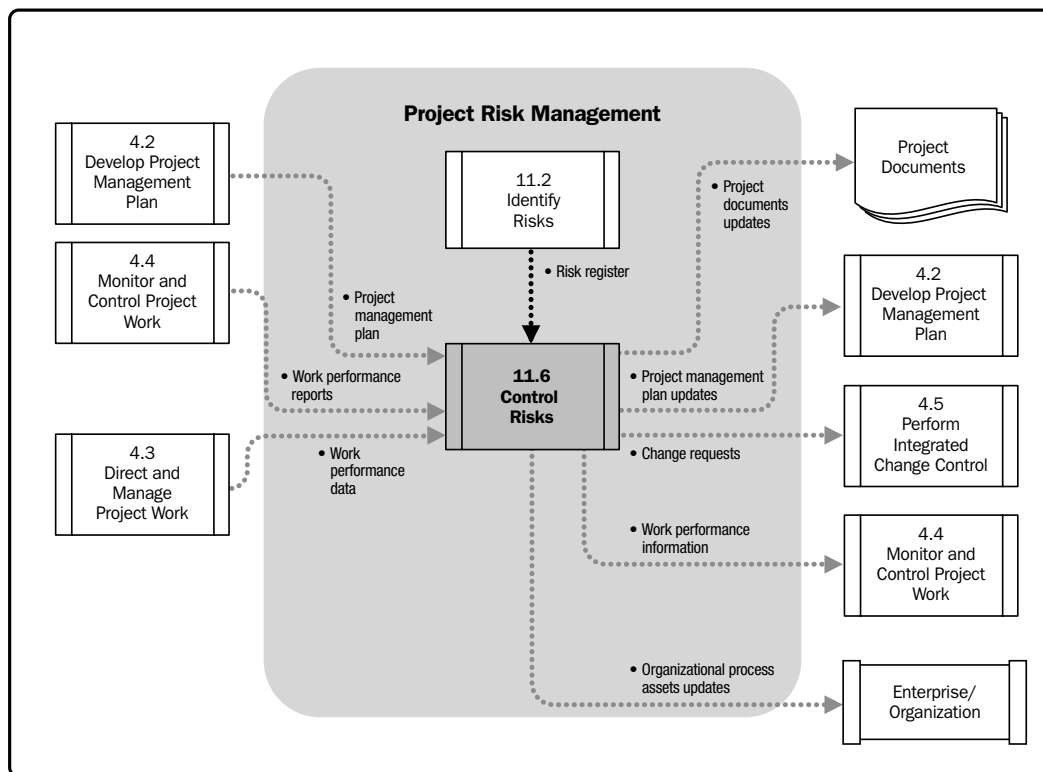 Project Risk Management
4.2
Develop Project
Management
Plan
4.4
Monitor and
Control Project
Work
4.3
Direct and
Manage
Project Work
11.2
Identify
Risks
• Risk register
• Project
management
plan
• Work performance
reports
• Work
performance
data
11.6
Control
Risks
• Project
documents
updates
• Project management
plan updates
• Change requests
• Work performance
information
• Organizational process
assets updates
Project
Documents
4.2
Develop Project
Management
Plan
4.5
Perform
Integrated
Change Control
4.4
Monitor and
Control Project
Work
Enterprise/
Organization